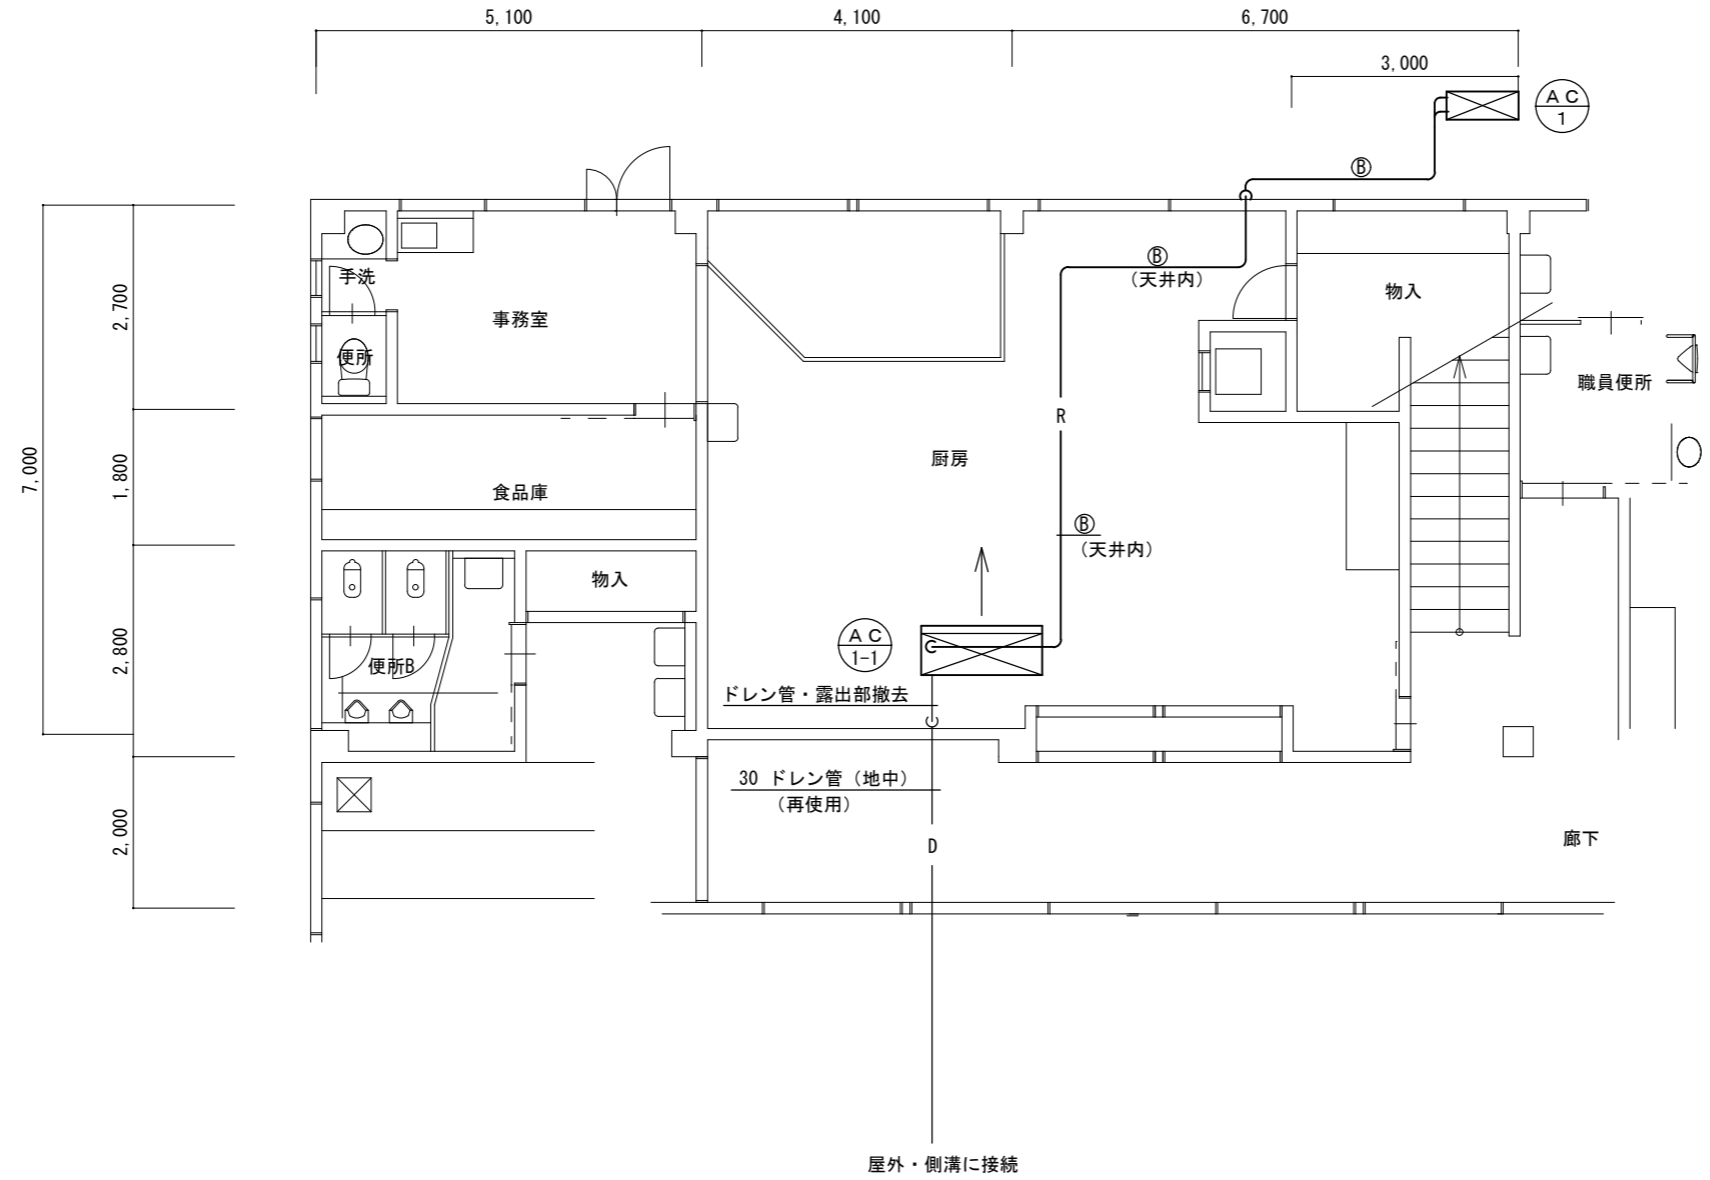 5,100
4,100
6,700
3,000
AC
1
Ⓑ
Ⓑ
(天井内)
手洗
事務室
物入
便所
職員便所
2,700
R
7,000
1,800
厨房
食品庫
Ⓑ
(天井内)
物入
2,800
AC
1-1
便所B
ドレン管・露出部撤去
30 ドレン管(地中)
(再使用)
2,000
D
廊下
屋外・側溝に接続